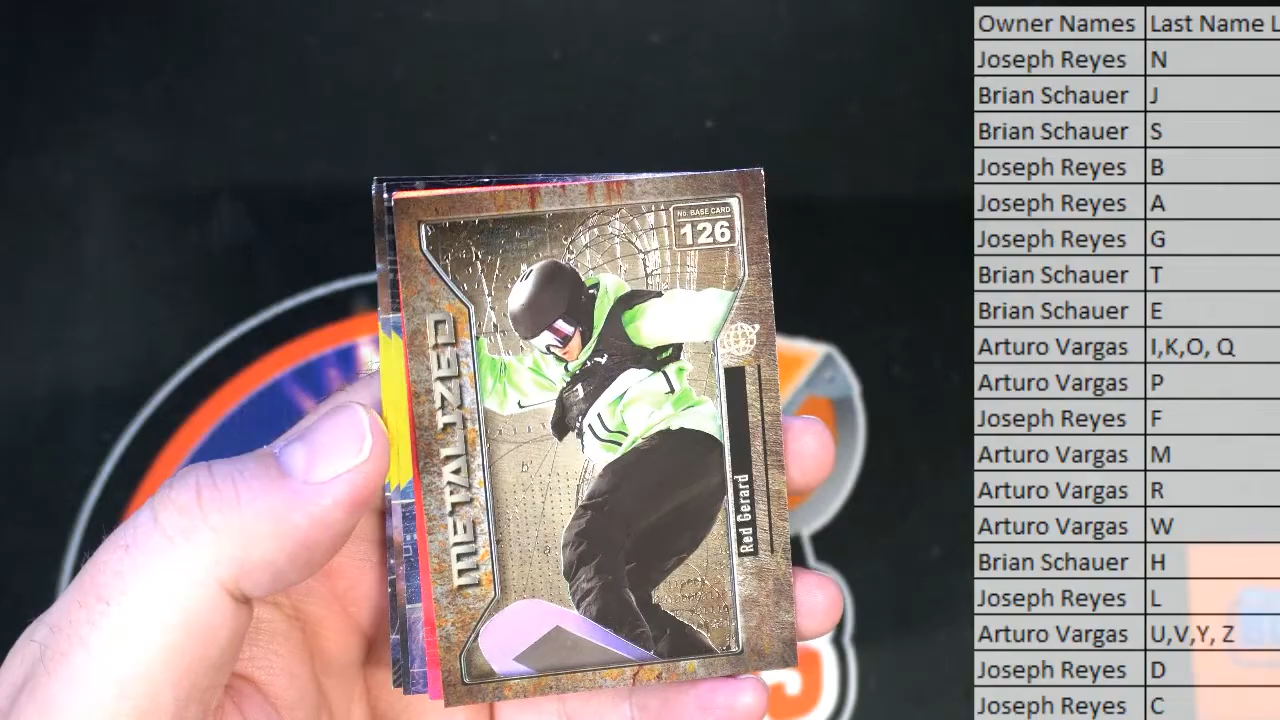 No. BASE CARD
126
METALIZED
Red Gerard
Owner Names Last Name L
Joseph Reyes N
Brian Schauer J
Brian Schauer S
Joseph Reyes B
Joseph Reyes A
Joseph Reyes G
Brian Schauer T
Brian Schauer E
Arturo Vargas I,K,O, Q
Arturo Vargas P
Joseph Reyes F
Arturo Vargas M
Arturo Vargas R
Arturo Vargas W
Brian Schauer H
Joseph Reyes L
Arturo Vargas U,V,Y, Z
Joseph Reyes D
Joseph Reyes C